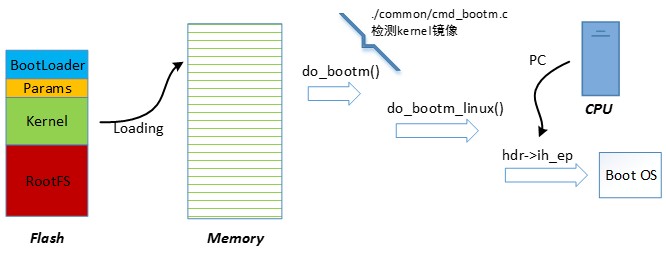 ./common/cmd_bootm.c
检测kernel镜像
BootLoader
Params
Kernel
RootFS
Flash
Loading
Memory
do_bootm()
do_bootm_linux()
PC
CPU
hdr->ih_ep
Boot OS